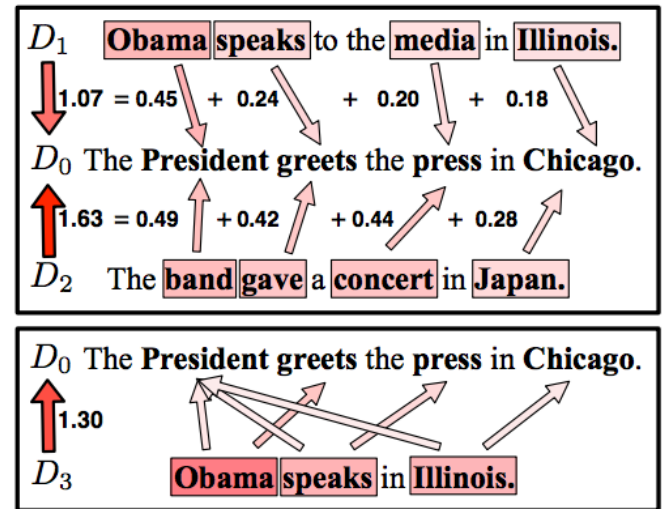 D₁ Obama speaks to the media in Illinois.
1.07 = 0.45 + 0.24 + 0.20 + 0.18
D₀ The President greets the press in Chicago.
1.63 = 0.49 + 0.42 + 0.44 + 0.28
D₂ The band gave a concert in Japan.
D₀ The President greets the press in Chicago.
1.30
D₃ Obama speaks in Illinois.